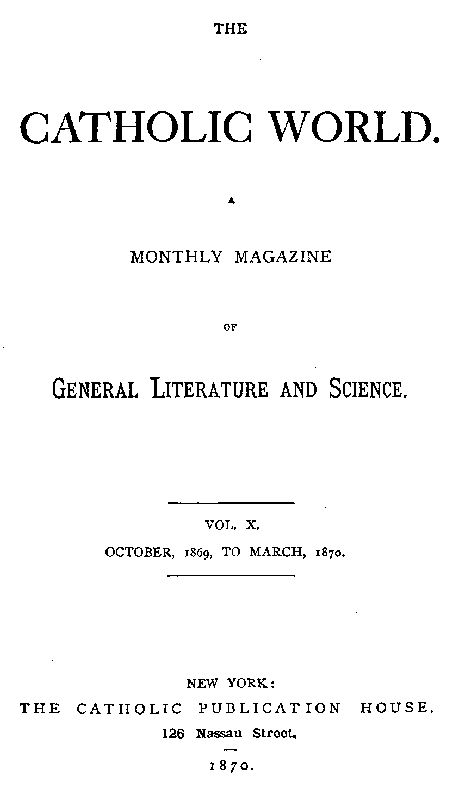 THE
CATHOLIC WORLD.
A
MONTHLY MAGAZINE
OF
GENERAL LITERATURE AND SCIENCE.
VOL. X.
OCTOBER, 1869, TO MARCH, 1870.
NEW YORK:
THE CATHOLIC PUBLICATION HOUSE.
126 Nassau Street.
1870.